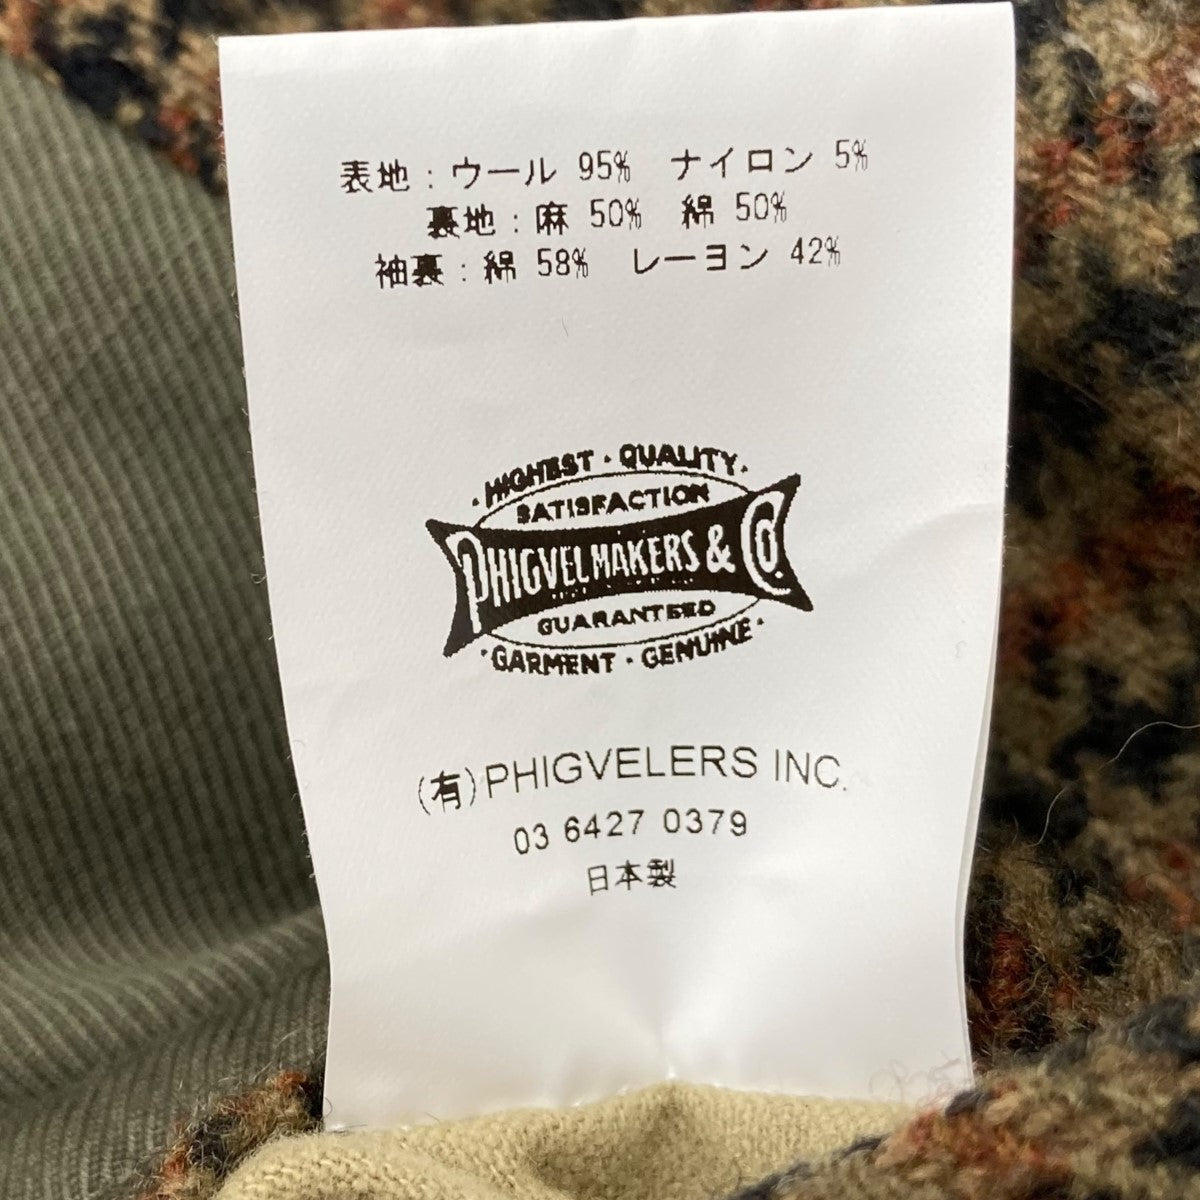 表地：ウール 95%　ナイロン 5%
裏地：麻 50%　綿 50%
袖裏：綿 58%　レーヨン 42%
・HIGHEST・QUALITY・
SATISFACTION
PHIGVEL MAKERS & Co.
GUARANTEED
・GARMENT・GENUINE・
(有)PHIGVELERS INC.
03 6427 0379
日本製